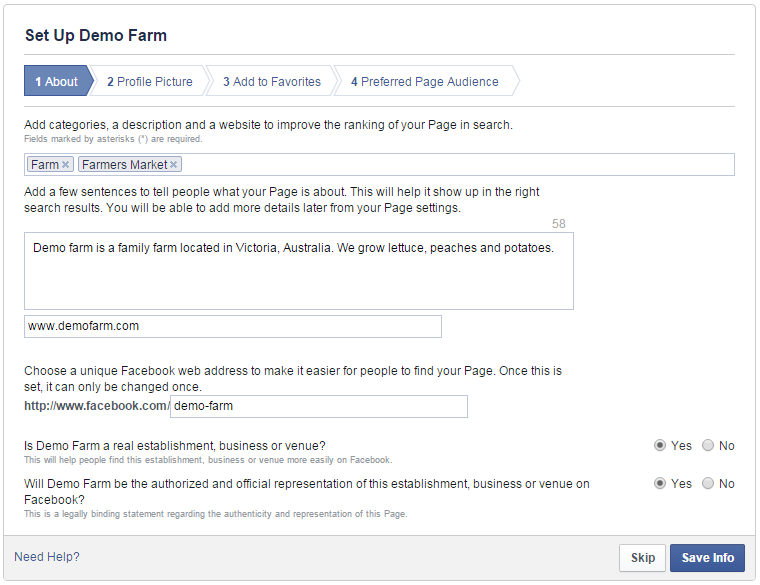 Set Up Demo Farm
1 About 2 Profile Picture 3 Add to Favorites 4 Preferred Page Audience
Add categories, a description and a website to improve the ranking of your Page in search.
Fields marked by asterisks (*) are required.
Farm × Farmers Market ×
Add a few sentences to tell people what your Page is about. This will help it show up in the right
search results. You will be able to add more details later from your Page settings.
58
Demo farm is a family farm located in Victoria, Australia. We grow lettuce, peaches and potatoes.
www.demofarm.com
Choose a unique Facebook web address to make it easier for people to find your Page. Once this is
set, it can only be changed once.
http://www.facebook.com/ demo-farm
Is Demo Farm a real establishment, business or venue? Yes No
This will help people find this establishment, business or venue more easily on Facebook.
Will Demo Farm be the authorized and official representation of this establishment, business or venue on Yes No
Facebook?
This is a legally binding statement regarding the authenticity and representation of this Page.
Need Help? Skip Save Info